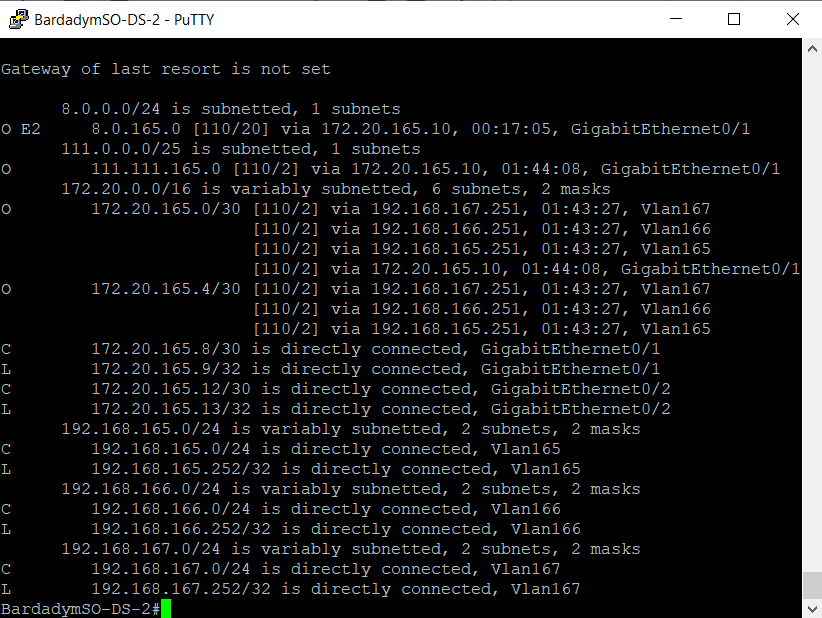 BardadymSO-DS-2 - PuTTY
Gateway of last resort is not set
8.0.0.0/24 is subnetted, 1 subnets
O E2 8.0.165.0 [110/20] via 172.20.165.10, 00:17:05, GigabitEthernet0/1
111.0.0.0/25 is subnetted, 1 subnets
O 111.111.165.0 [110/2] via 172.20.165.10, 01:44:08, GigabitEthernet0/1
172.20.0.0/16 is variably subnetted, 6 subnets, 2 masks
O 172.20.165.0/30 [110/2] via 192.168.167.251, 01:43:27, Vlan167
[110/2] via 192.168.166.251, 01:43:27, Vlan166
[110/2] via 192.168.165.251, 01:43:27, Vlan165
[110/2] via 172.20.165.10, 01:44:08, GigabitEthernet0/1
O 172.20.165.4/30 [110/2] via 192.168.167.251, 01:43:27, Vlan167
[110/2] via 192.168.166.251, 01:43:27, Vlan166
[110/2] via 192.168.165.251, 01:43:27, Vlan165
C 172.20.165.8/30 is directly connected, GigabitEthernet0/1
L 172.20.165.9/32 is directly connected, GigabitEthernet0/1
C 172.20.165.12/30 is directly connected, GigabitEthernet0/2
L 172.20.165.13/32 is directly connected, GigabitEthernet0/2
192.168.165.0/24 is variably subnetted, 2 subnets, 2 masks
C 192.168.165.0/24 is directly connected, Vlan165
L 192.168.165.252/32 is directly connected, Vlan165
192.168.166.0/24 is variably subnetted, 2 subnets, 2 masks
C 192.168.166.0/24 is directly connected, Vlan166
L 192.168.166.252/32 is directly connected, Vlan166
192.168.167.0/24 is variably subnetted, 2 subnets, 2 masks
C 192.168.167.0/24 is directly connected, Vlan167
L 192.168.167.252/32 is directly connected, Vlan167
BardadymSO-DS-2#